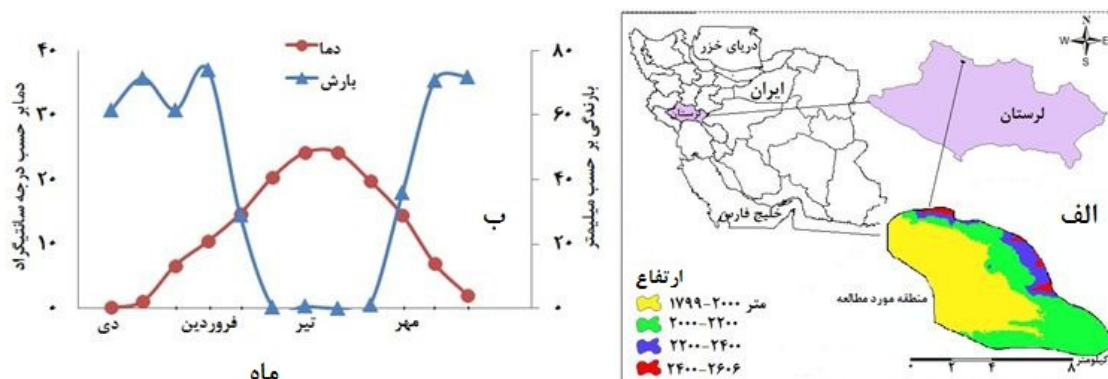 دما
بارش
۴۰
۳۰
۲۰
۱۰
۰
دما بر حسب درجه سانتیگراد
۸۰
۶۰
۴۰
۲۰
۰
بارندگی بر حسب میلیمتر
ب
دی
فروردین
تیر
مهر
ماه
N
W
E
S
دریای خزر
ایران
لرستان
خلیج فارس
لرستان
الف
ارتفاع
۱۷۹۹-۲۰۰۰ متر
۲۰۰۰-۲۲۰۰
۲۲۰۰-۲۴۰۰
۲۴۰۰-۲۶۰۶
منطقه مورد مطالعه
۰ ۲ ۴ ۸
کیلومتر